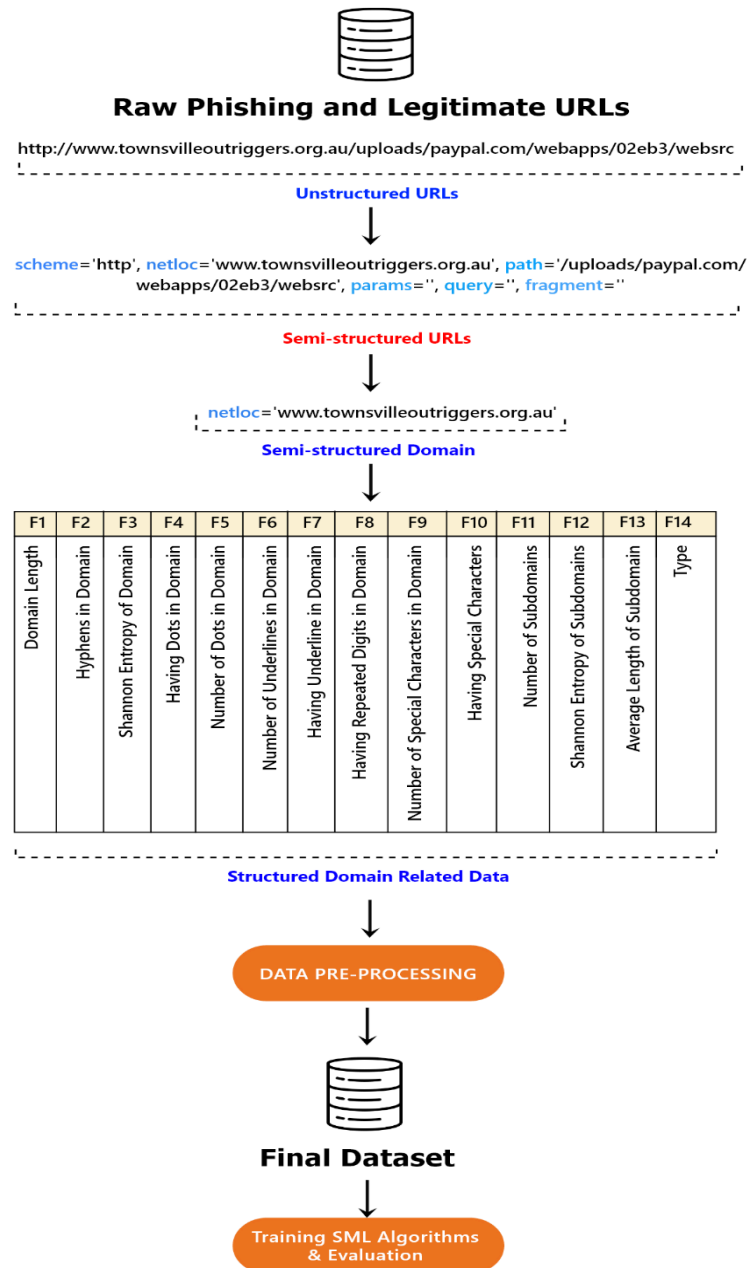 Raw Phishing and Legitimate URLs
http://www.townsvilleoutriggers.org.au/uploads/paypal.com/webapps/02eb3/websrc
Unstructured URLs
scheme='http', netloc='www.townsvilleoutriggers.org.au', path='/uploads/paypal.com/
webapps/02eb3/websrc', params='', query='', fragment=''
Semi-structured URLs
netloc='www.townsvilleoutriggers.org.au'
Semi-structured Domain
F1 F2 F3 F4 F5 F6 F7 F8 F9 F10 F11 F12 F13 F14
Domain Length
Hyphens in Domain
Shannon Entropy of Domain
Having Dots in Domain
Number of Dots in Domain
Number of Underlines in Domain
Having Underline in Domain
Having Repeated Digits in Domain
Number of Special Characters in Domain
Having Special Characters
Number of Subdomains
Shannon Entropy of Subdomains
Average Length of Subdomain
Type
Structured Domain Related Data
DATA PRE-PROCESSING
Final Dataset
Training SML Algorithms
& Evaluation